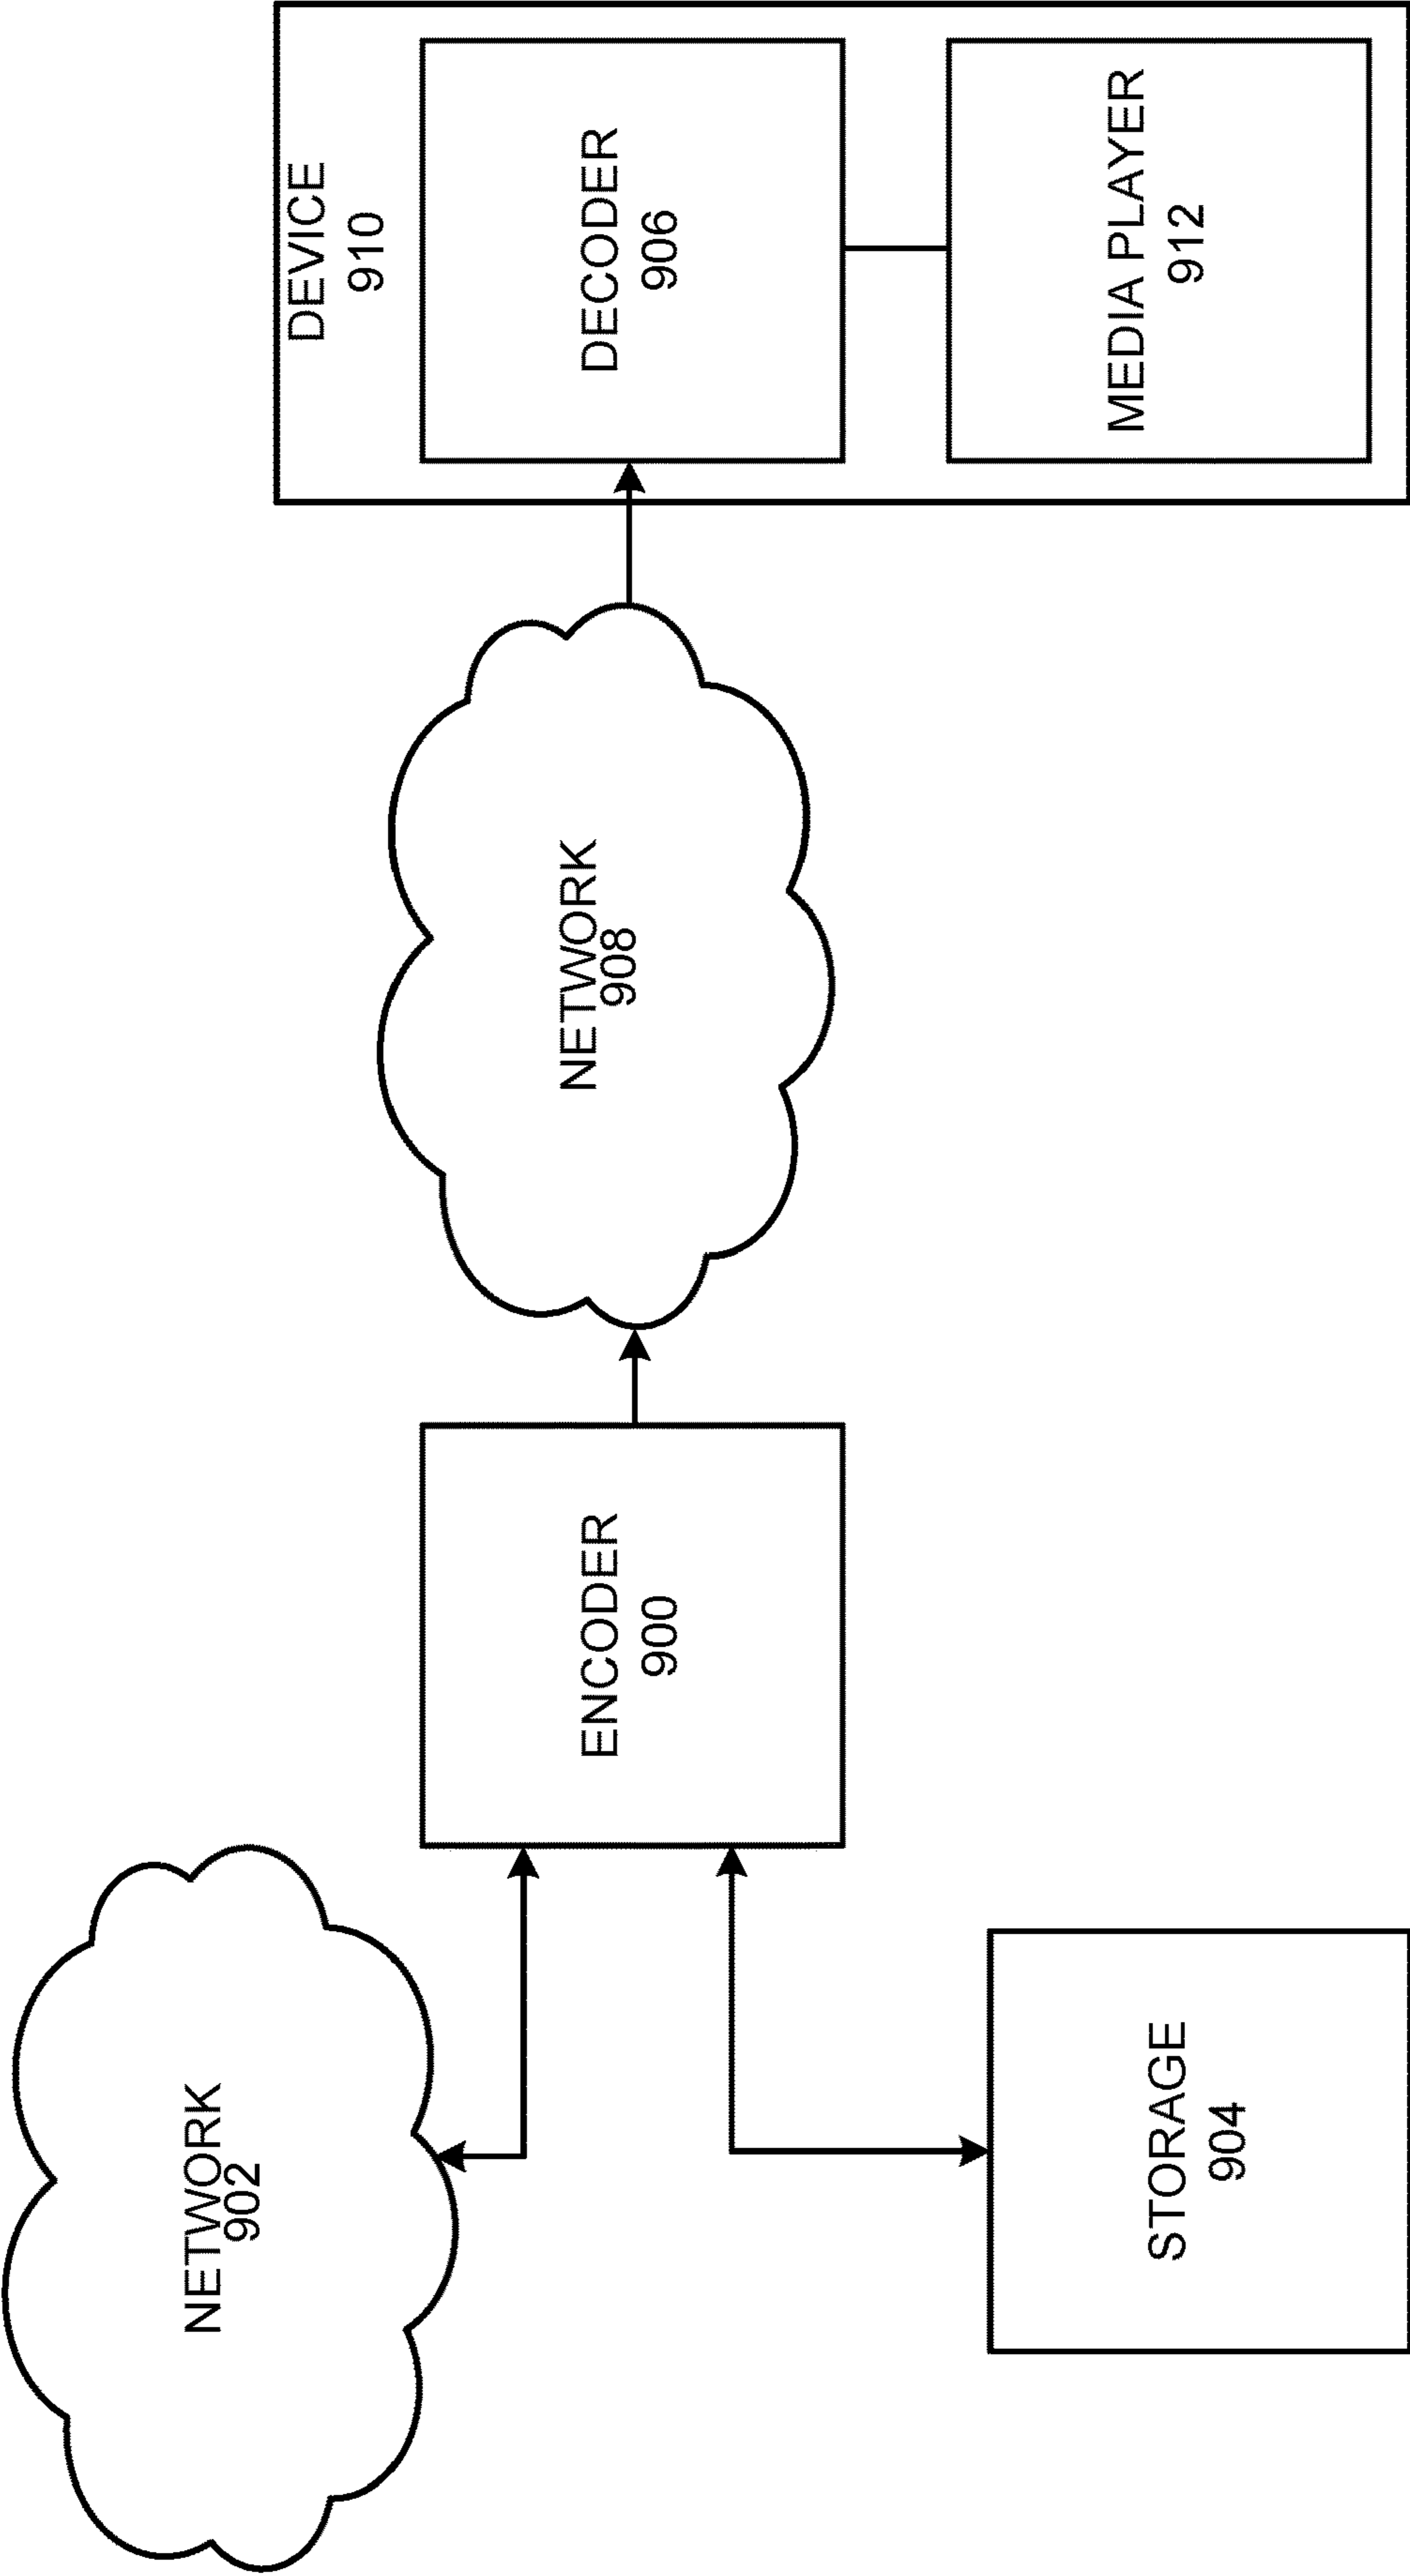 NETWORK
902
STORAGE
904
ENCODER
900
NETWORK
908
DEVICE
910
DECODER
906
MEDIA PLAYER
912